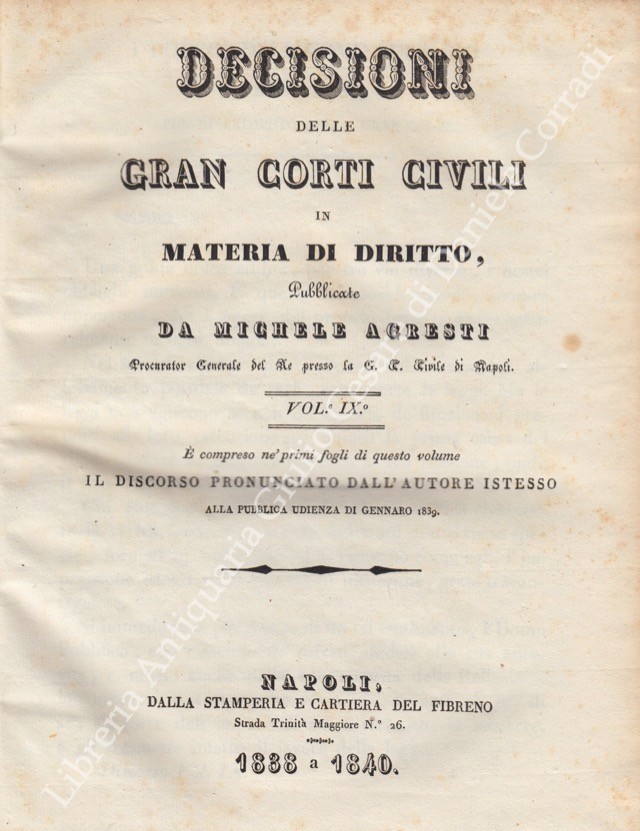 DECISIONI
DELLE
GRAN CORTI CIVILI
IN
MATERIA DI DIRITTO,
Pubblicate
DA MICHELE AGRESTI
Procurator Generale del Re presso la G. C. Civile di Napoli.
VOL.º IX.º
È compreso ne' primi fogli di questo volume
IL DISCORSO PRONUNCIATO DALL'AUTORE ISTESSO
ALLA PUBBLICA UDIENZA DI GENNARO 1839.
NAPOLI,
DALLA STAMPERIA E CARTIERA DEL FIBRENO
Strada Trinità Maggiore N.º 26.
1838 a 1840.
Libreria Antiquaria Giulio Cesare di Daniele Corradi